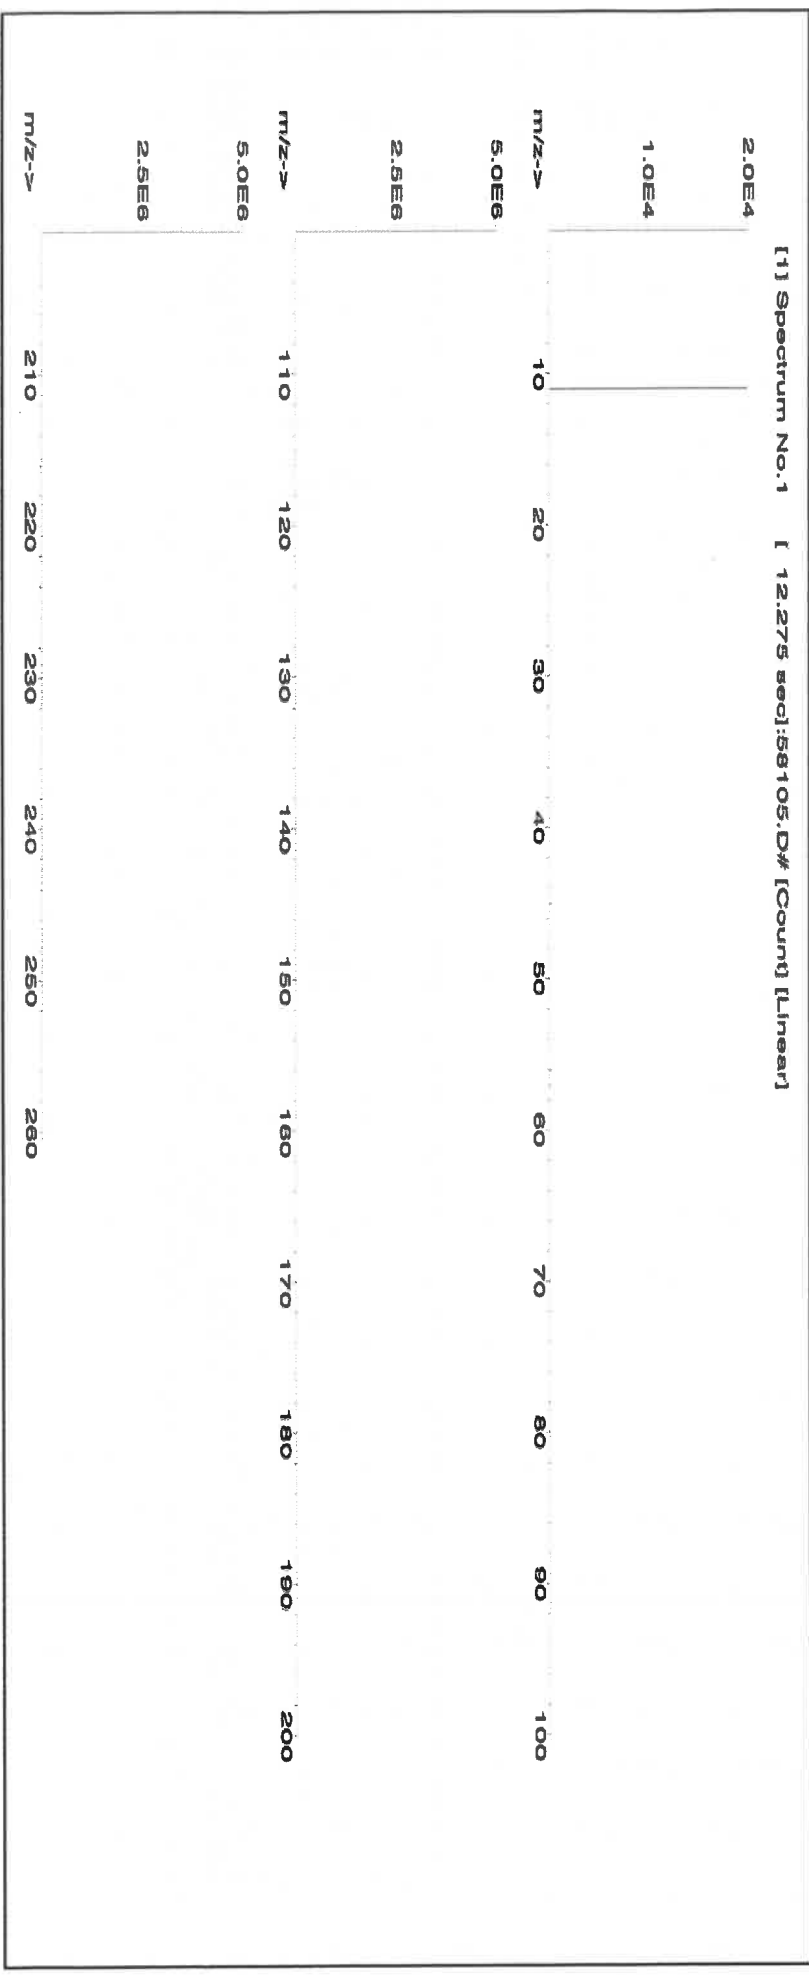 [1] Spectrum No.1 [ 12.275 sec]:58105.D# [Count] [Linear]
2.0E4
1.0E4
m/z-> 10 20 30 40 50 60 70 80 90 100
5.0E6
2.5E6
m/z-> 110 120 130 140 150 160 170 180 190 200
5.0E6
2.5E6
m/z-> 210 220 230 240 250 260